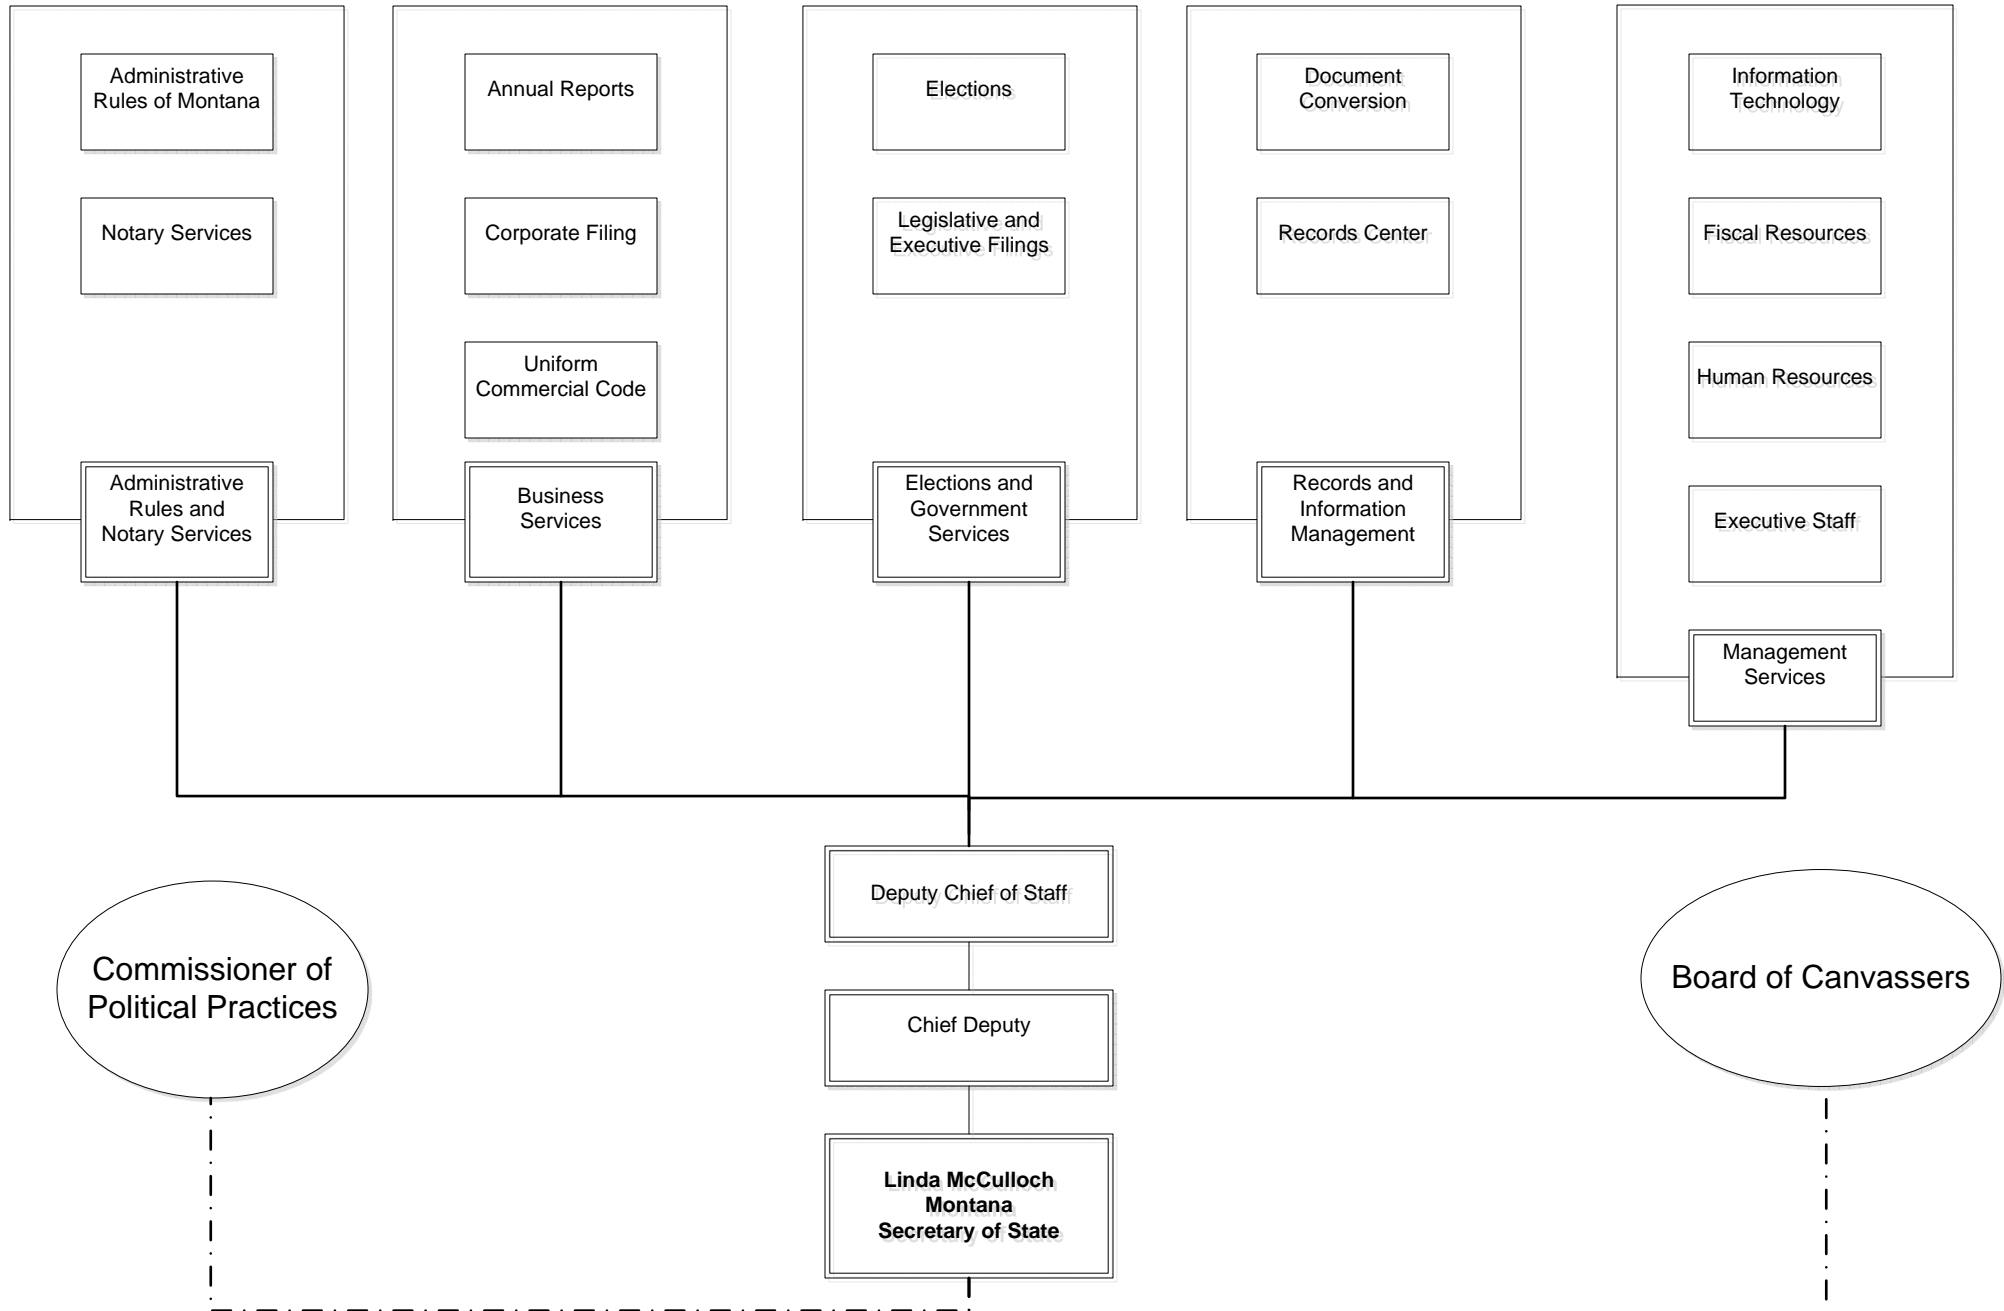 Administrative
Rules of Montana
Annual Reports
Elections
Document
Conversion
Information
Technology
Notary Services
Corporate Filing
Legislative and
Executive Filings
Records Center
Fiscal Resources
Uniform
Commercial Code
Human Resources
Administrative
Rules and
Notary Services
Business
Services
Elections and
Government
Services
Records and
Information
Management
Executive Staff
Management
Services
Deputy Chief of Staff
Commissioner of
Political Practices
Board of Canvassers
Chief Deputy
Linda McCulloch
Montana
Secretary of State